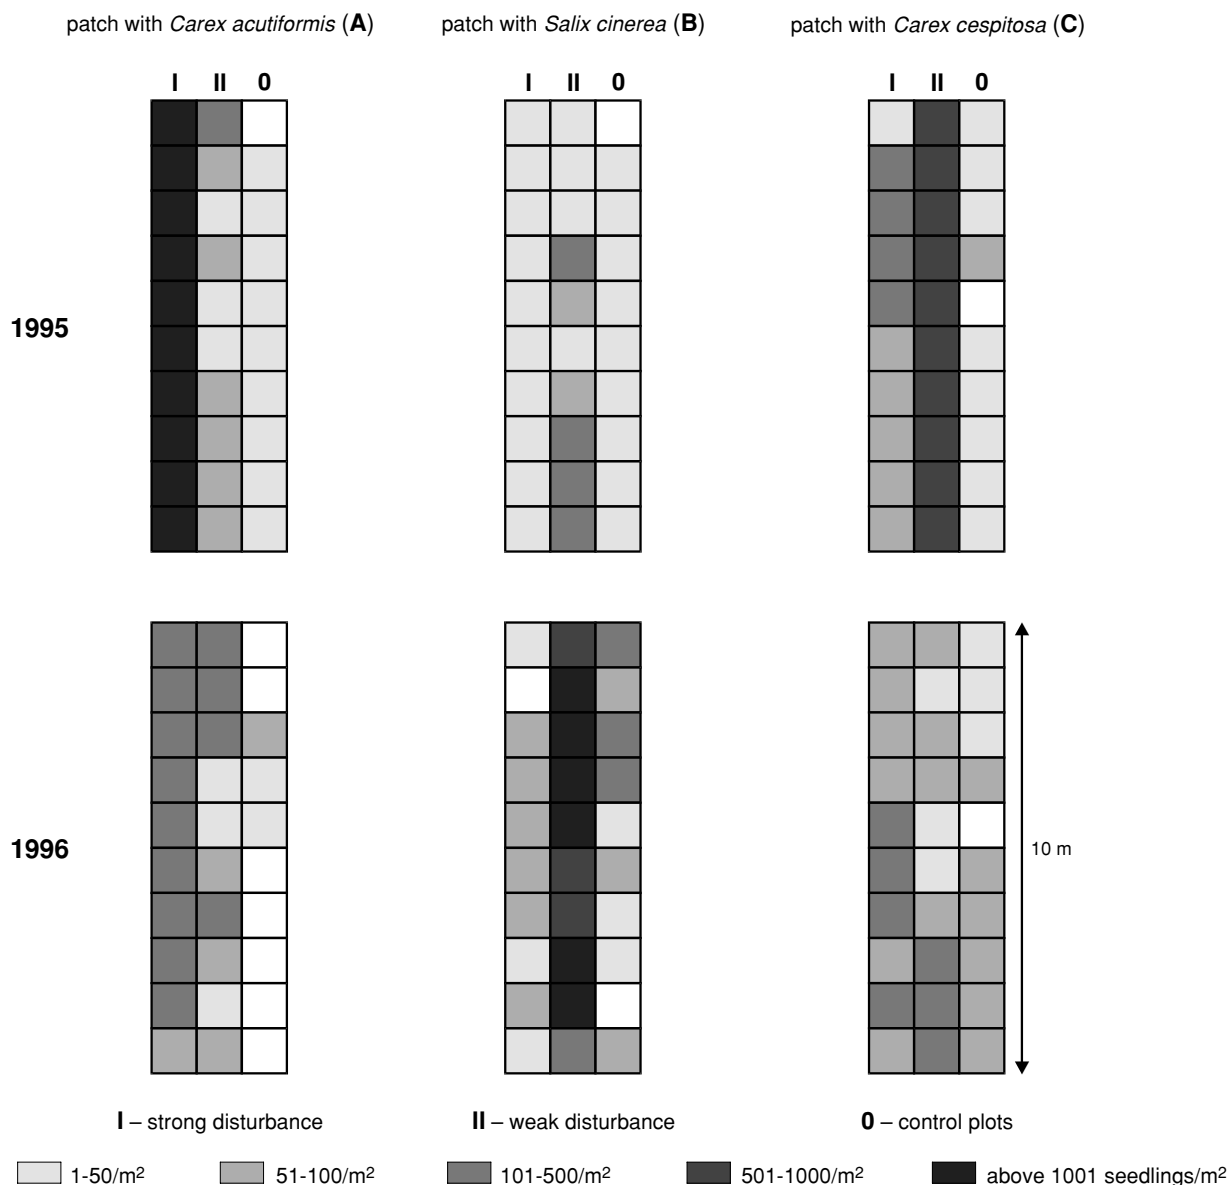 patch with Carex acutiformis (A)
patch with Salix cinerea (B)
patch with Carex cespitosa (C)
I II 0
I II 0
I II 0
1995
1996
10 m
I – strong disturbance
II – weak disturbance
0 – control plots
1-50/m²
51-100/m²
101-500/m²
501-1000/m²
above 1001 seedlings/m²